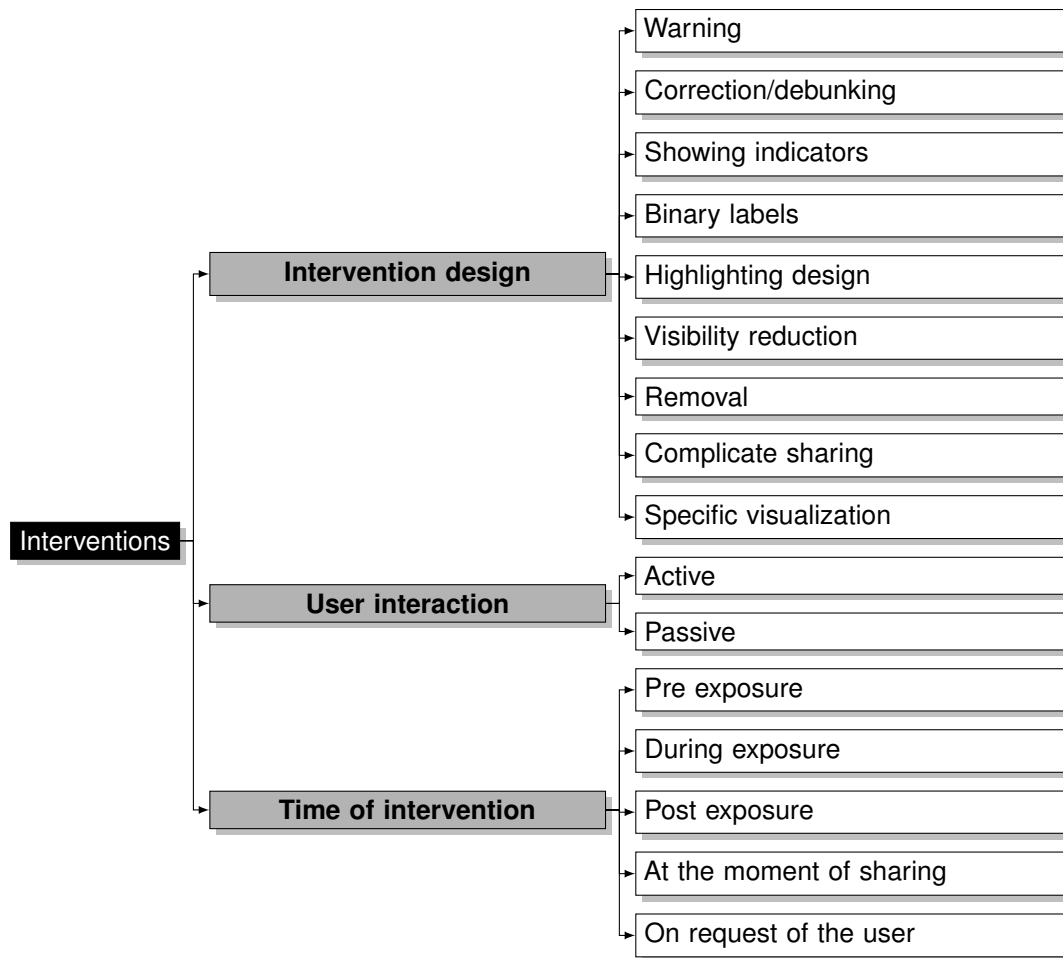 Interventions
Intervention design
Warning
Correction/debunking
Showing indicators
Binary labels
Highlighting design
Visibility reduction
Removal
Complicate sharing
Specific visualization
User interaction
Active
Passive
Time of intervention
Pre exposure
During exposure
Post exposure
At the moment of sharing
On request of the user